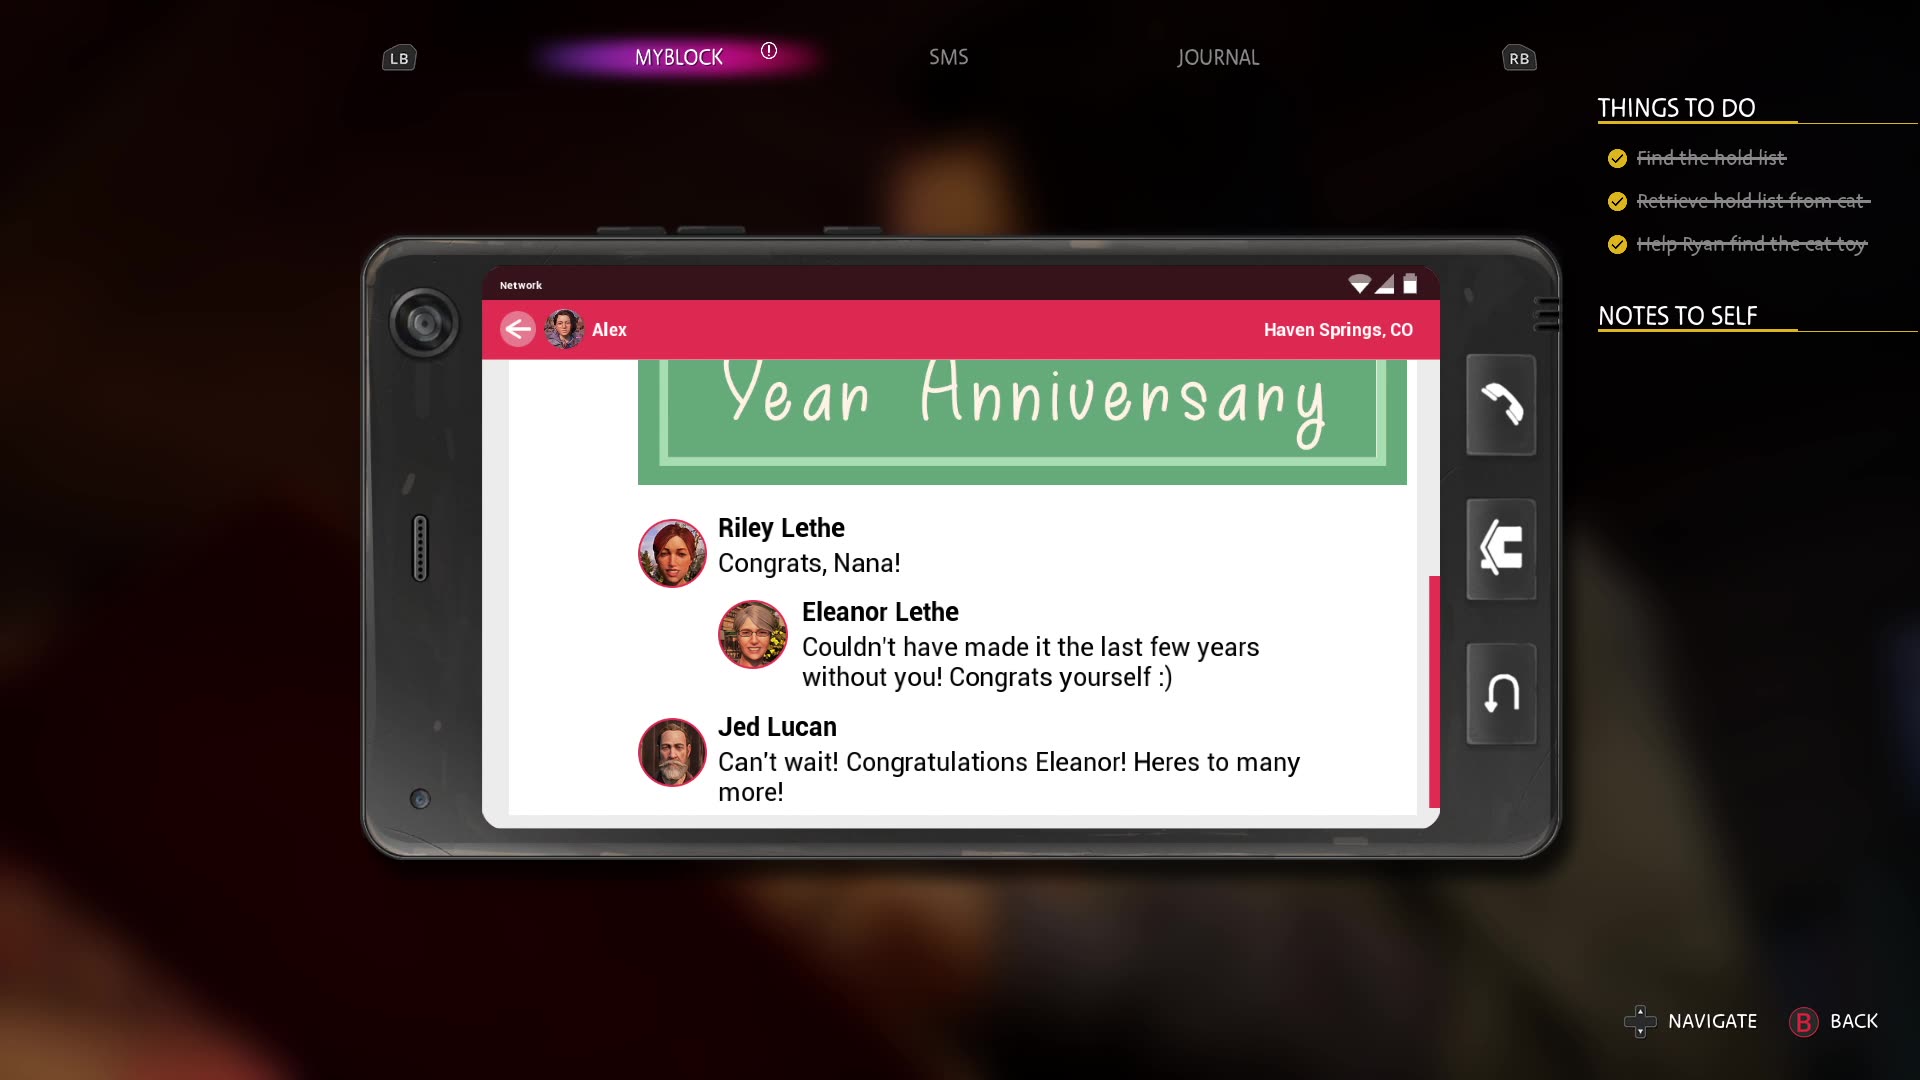 LB
MYBLOCK
SMS
JOURNAL
RB
THINGS TO DO
Find the hold list
Retrieve hold list from cat
Help Ryan find the cat toy
NOTES TO SELF
Network
Alex
Haven Springs, CO
Year Anniversary
Riley Lethe
Congrats, Nana!
Eleanor Lethe
Couldn't have made it the last few years
without you! Congrats yourself :)
Jed Lucan
Can't wait! Congratulations Eleanor! Heres to many
more!
NAVIGATE
B BACK